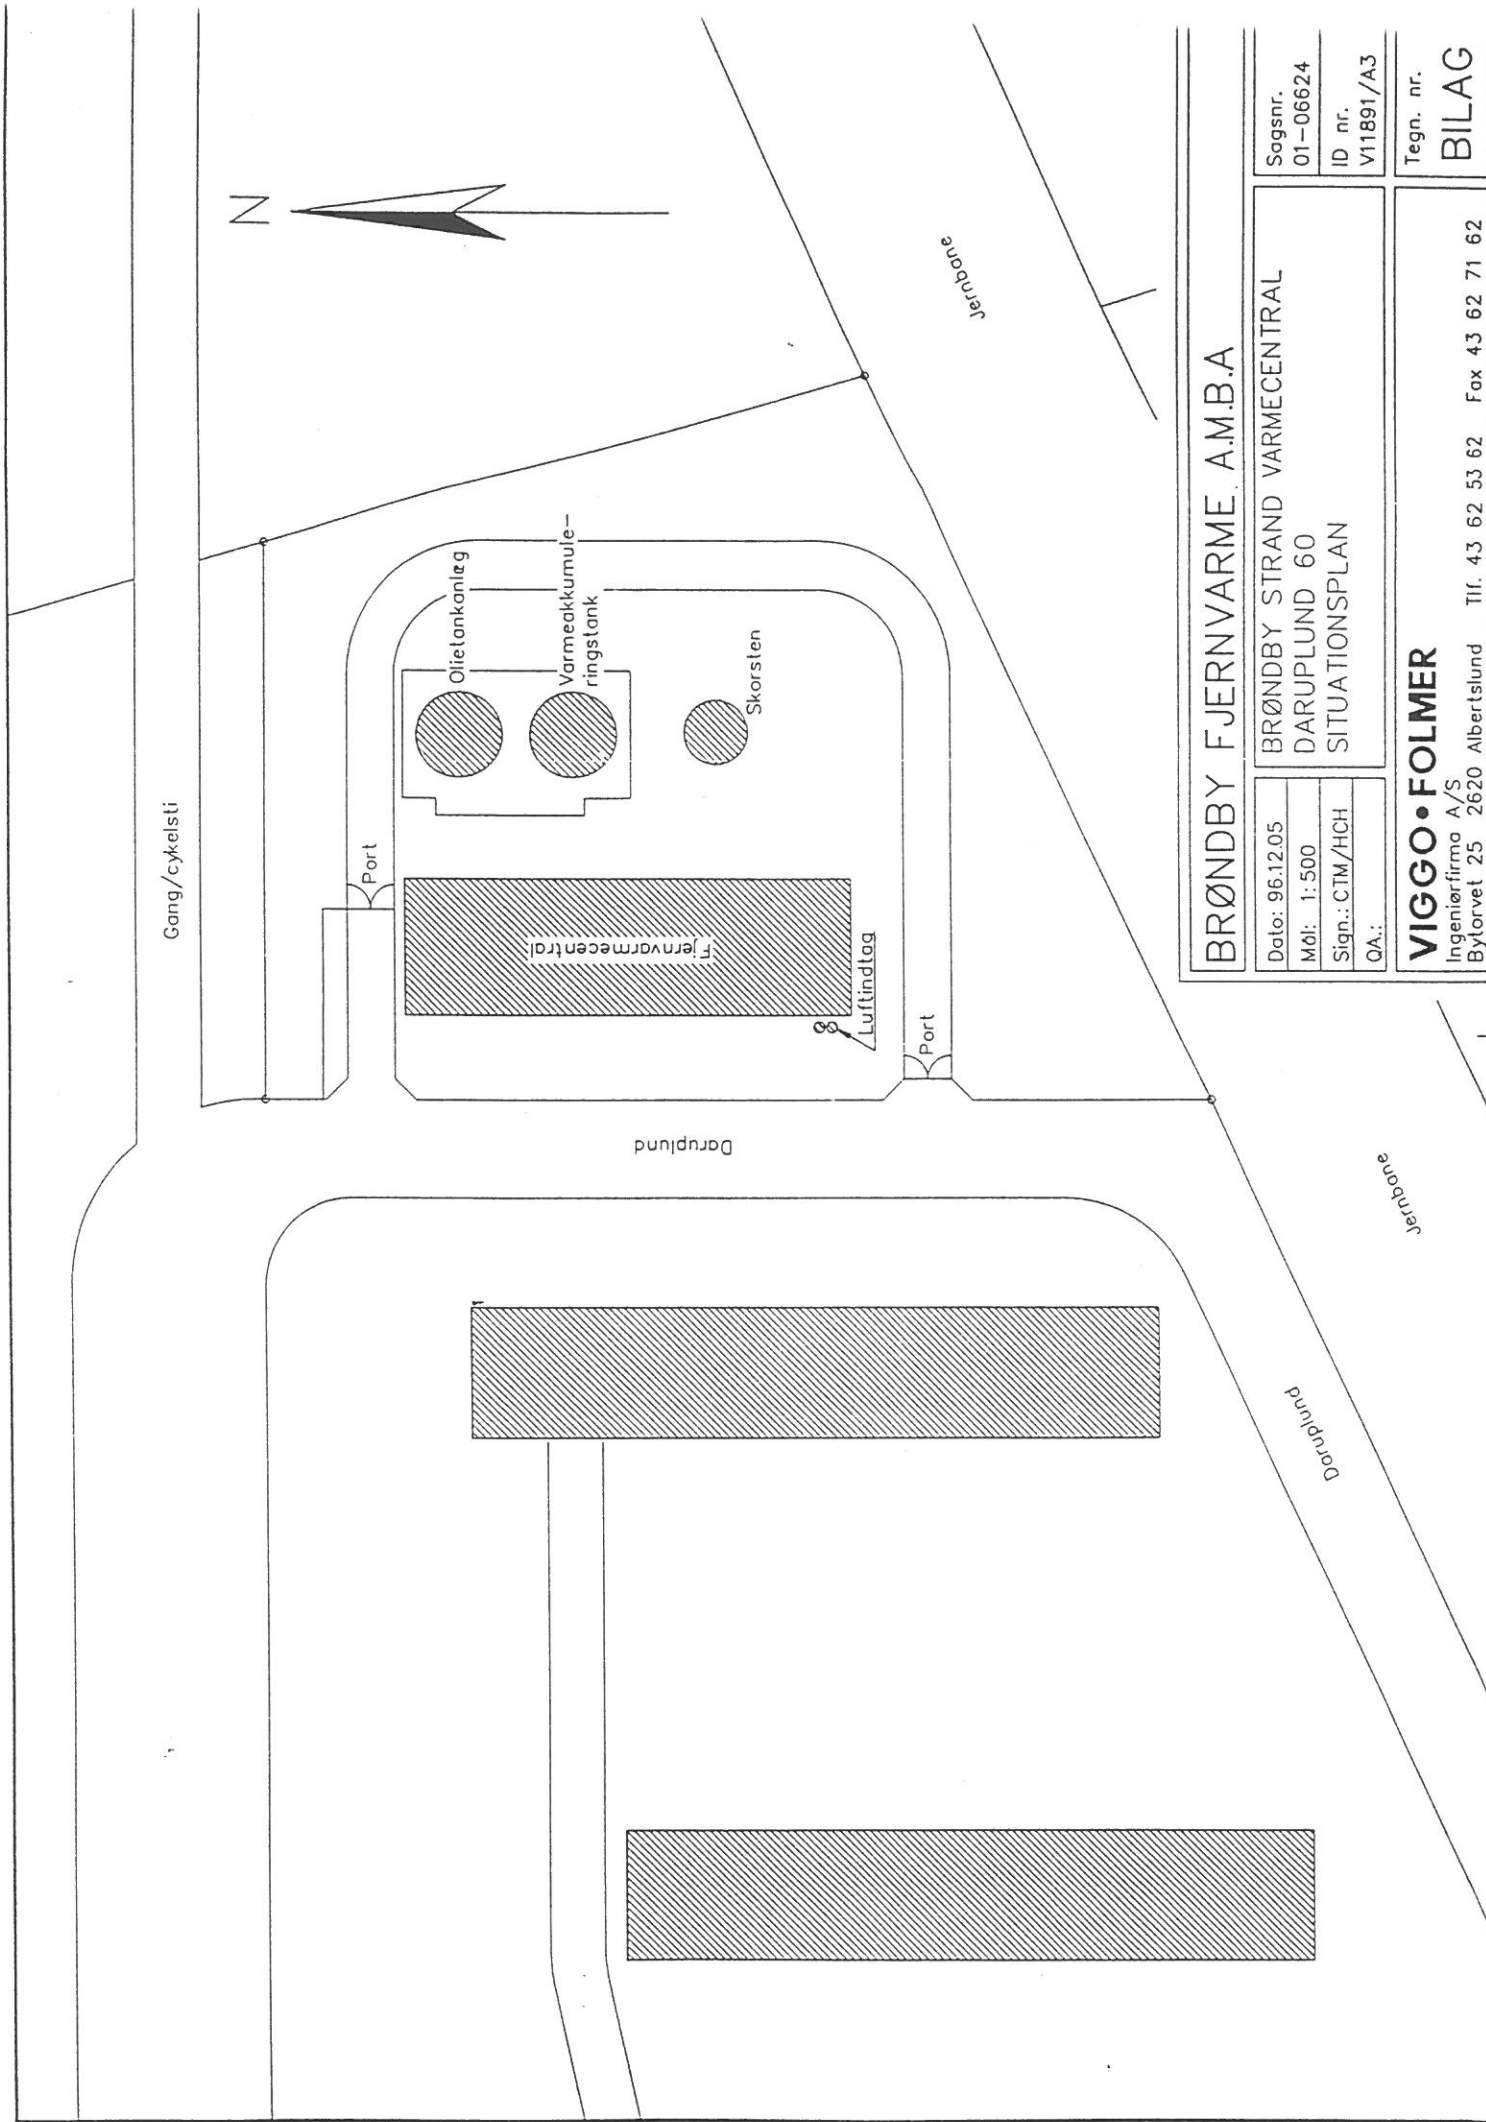 N
Gang/cykelsti
Olietankanlæg
Varmeakkumule-
ringstank
Skorsten
Port
Fjernvarmecentral
Luftindtag
Port
Daruplund
Jernbane
Jernbane
Daruplund
BRØNDBY FJERNVARME A.M.B.A
Dato: 96.12.05
Mål: 1:500
Sign.: CTM/HCH
QA.:
BRØNDBY STRAND VARMECENTRAL
DARUPLUND 60
SITUATIONSPLAN
Sagsnr.
01-06624
ID nr.
V11891/A3
VIGGO•FOLMER
Ingeniørfirma A/S
Bytorvet 25 2620 Albertslund Tlf. 43 62 53 62 Fax 43 62 71 62
Tegn. nr.
BILAG